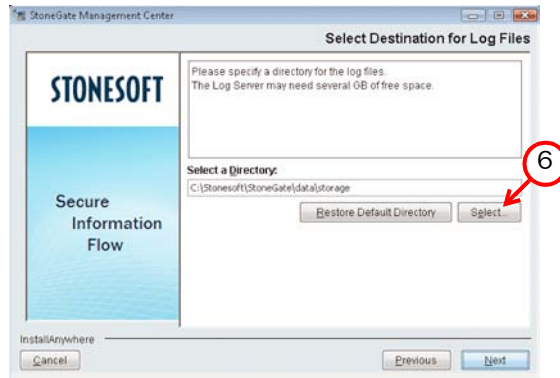 StoneGate Management Center
Select Destination for Log Files
STONESOFT
Secure
Information
Flow
Please specify a directory for the log files.
The Log Server may need several GB of free space.
Select a Directory:
C:\Stonesoft\StoneGate\data\storage
Restore Default Directory
Select...
6
InstallAnywhere
Cancel
Previous
Next